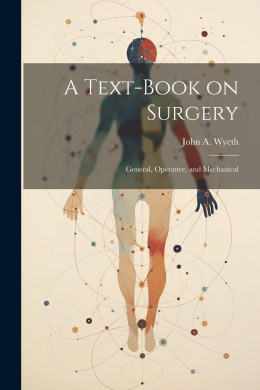 A Text-Book on
Surgery
John A. Wyeth
General, Operative, and Mechanical